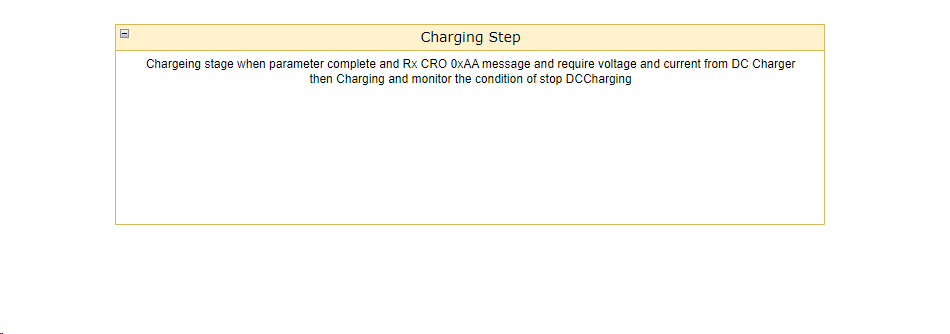 Charging Step
Chargeing stage when parameter complete and Rx CRO 0xAA message and require voltage and current from DC Charger
then Charging and monitor the condition of stop DCCharging